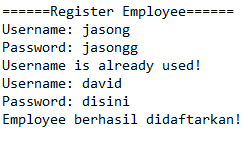 ======Register Employee======
Username: jasong
Password: jasongg
Username is already used!
Username: david
Password: disini
Employee berhasil didaftarkan!